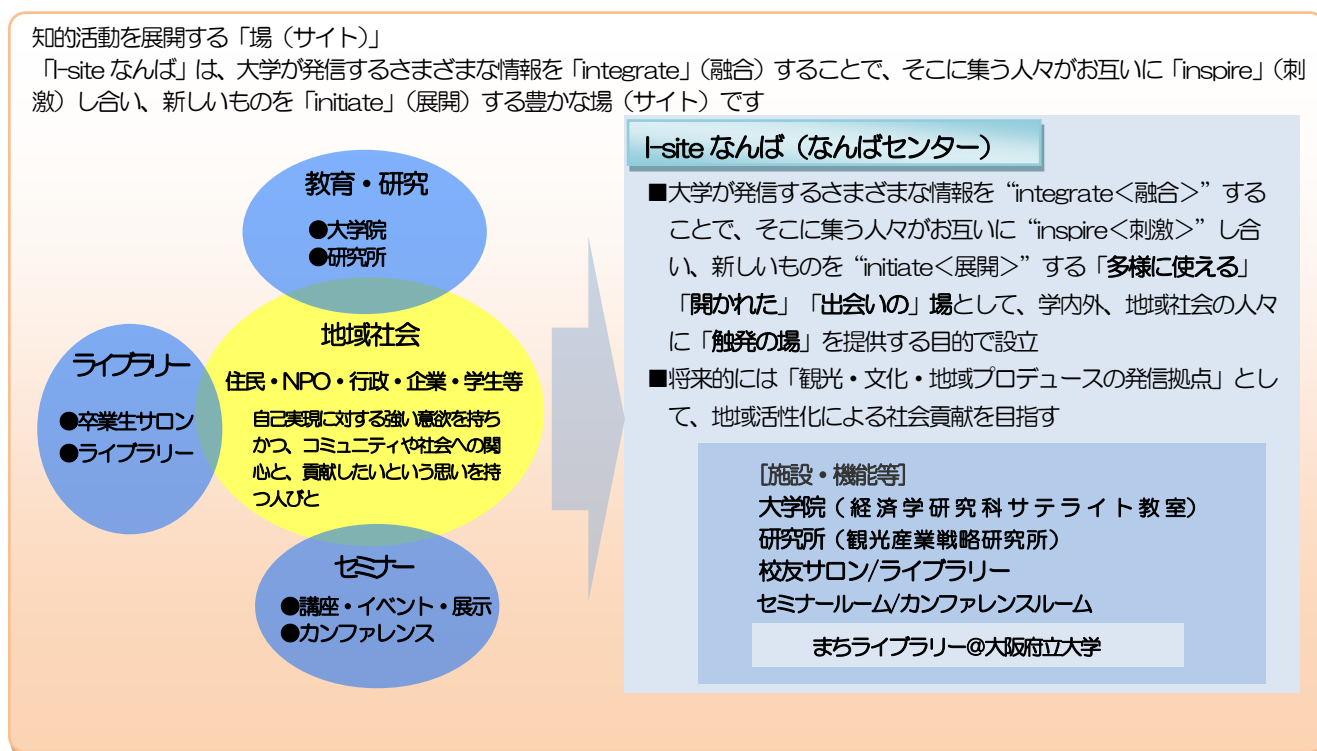 知的活動を展開する「場（サイト）」
「I-site なんば」は、大学が発信するさまざまな情報を「integrate」（融合）することで、そこに集う人々がお互いに「inspire」（刺
激）し合い、新しいものを「initiate」（展開）する豊かな場（サイト）です
教育・研究
●大学院
●研究所
地域社会
住民・NPO・行政・企業・学生等
自己実現に対する強い意欲を持ち
かつ、コミュニティや社会への関
心と、貢献したいという思いを持
つ人びと
ライブラリー
●卒業生サロン
●ライブラリー
セミナー
●講座・イベント・展示
●カンファレンス
I-site なんば（なんばセンター）
■大学が発信するさまざまな情報を“integrate＜融合＞”する
ことで、そこに集う人々がお互いに“inspire＜刺激＞”し合
い、新しいものを“initiate＜展開＞”する「多様に使える」
「開かれた」「出会いの」場として、学内外、地域社会の人々
に「触発の場」を提供する目的で設立
■将来的には「観光・文化・地域プロデュースの発信拠点」とし
て、地域活性化による社会貢献を目指す
[施設・機能等]
大学院（経済学研究科サテライト教室）
研究所（観光産業戦略研究所）
校友サロン/ライブラリー
セミナールーム/カンファレンスルーム
まちライブラリー@大阪府立大学